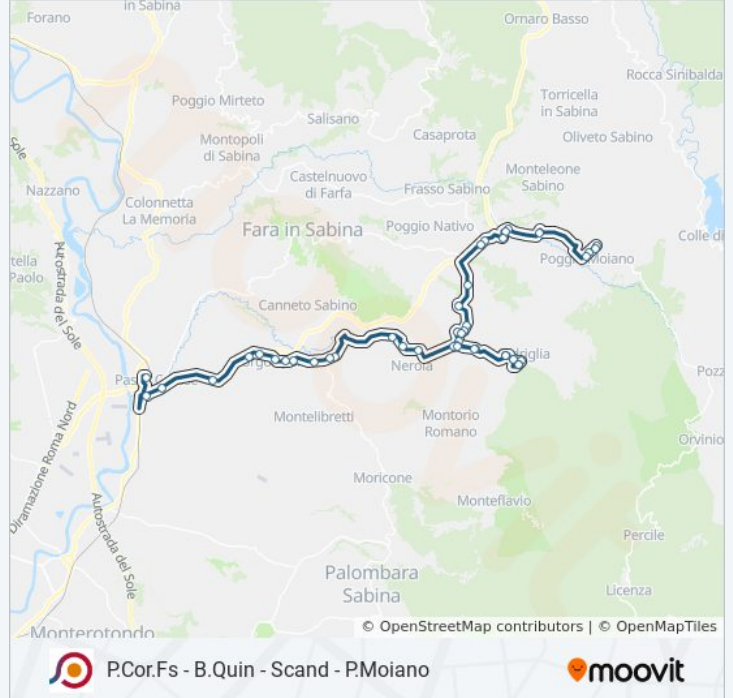 in Sabina
Forano
Ornaro Basso
Rocca Sinibalda
Torricella
in Sabina
Poggio Mirteto
Salisano
Casaprota
Oliveto Sabino
Montopoli
di Sabina
Monteleone
Sabino
Castelnuovo
di Farfa
Frasso Sabino
Nazzano
Colonnetta
La Memoria
Fara in Sabina
Poggio Nativo
Colle di
Autostrada del Sole
Paolo
Moiano
Canneto Sabino
Nerola
Montelibretti
Montorio
Romano
Diramazione Roma Nord
Orvinio
Moricone
Monteflavio
Autostrada del Sole
Percile
Palombara
Sabina
Licenza
Monterotondo
© OpenStreetMap contributors | © OpenMapTiles
P.Cor.Fs - B.Quin - Scand - P.Moiano
moovit